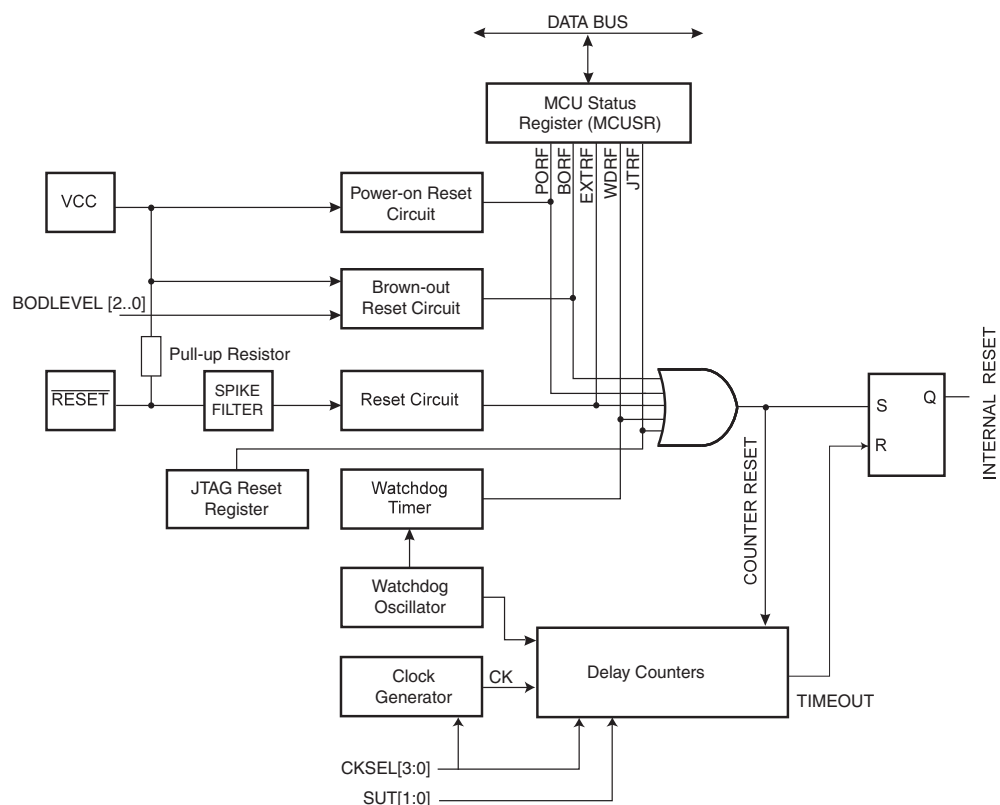 DATA BUS
MCU Status
Register (MCUSR)
PORF
BORF
EXTRF
WDRF
JTRF
VCC
Power-on Reset
Circuit
Brown-out
Reset Circuit
BODLEVEL [2..0]
Pull-up Resistor
RESET
SPIKE
FILTER
Reset Circuit
S
Q
R
INTERNAL RESET
JTAG Reset
Register
Watchdog
Timer
COUNTER RESET
Watchdog
Oscillator
Clock
Generator
CK
Delay Counters
TIMEOUT
CKSEL[3:0]
SUT[1:0]